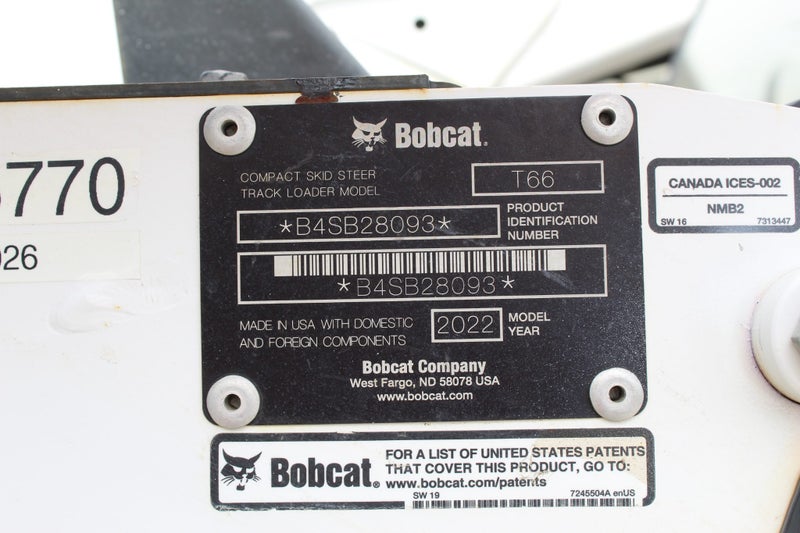 770
026
Bobcat.
COMPACT SKID STEER
TRACK LOADER MODEL
T66
*B4SB28093*
PRODUCT
IDENTIFICATION
NUMBER
*B4SB28093*
MADE IN USA WITH DOMESTIC
AND FOREIGN COMPONENTS
2022
MODEL
YEAR
Bobcat Company
West Fargo, ND 58078 USA
www.bobcat.com
CANADA ICES-002
NMB2
SW 16
7313447
Bobcat.
FOR A LIST OF UNITED STATES PATENTS
THAT COVER THIS PRODUCT, GO TO:
www.bobcat.com/patents
SW 19
7245504A enUS